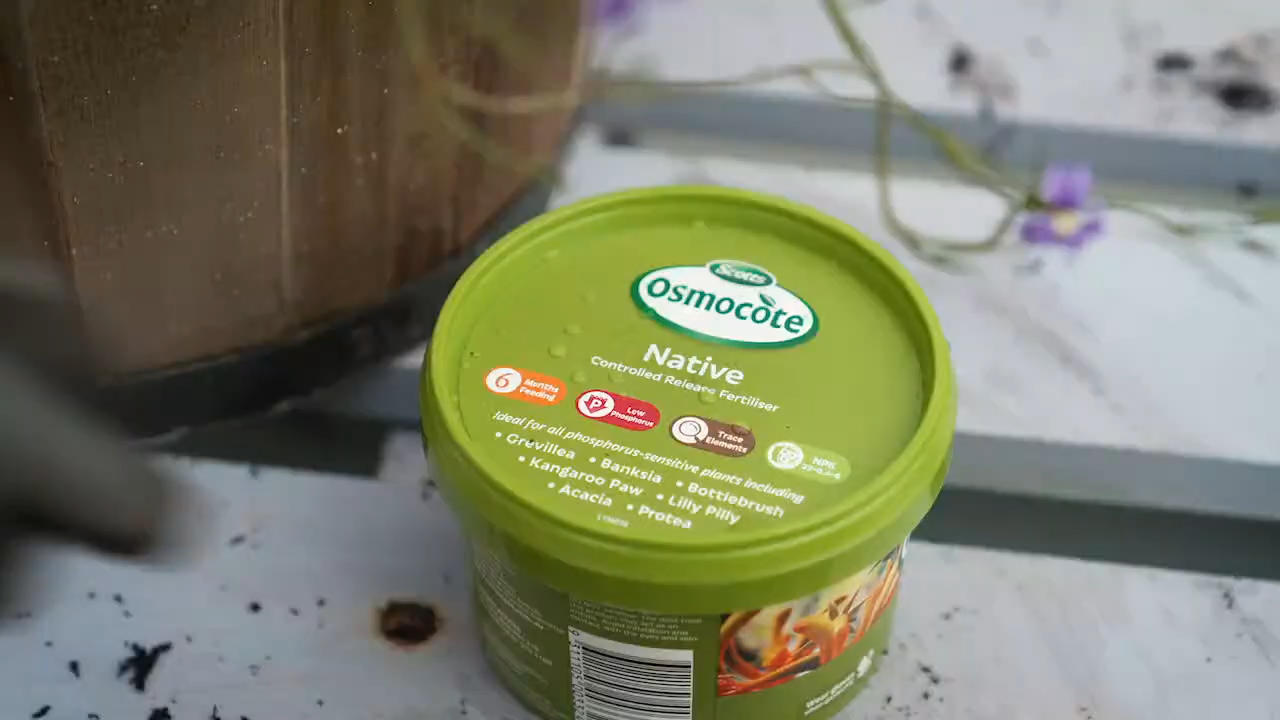 Scotts
Osmocote
Native
Controlled Release Fertiliser
6 Months Feeding
P Low Phosphorus
Trace Elements
NPK
Ideal for all phosphorus-sensitive plants including
• Grevillea • Banksia • Bottlebrush
• Kangaroo Paw • Lilly Pilly
• Acacia • Protea